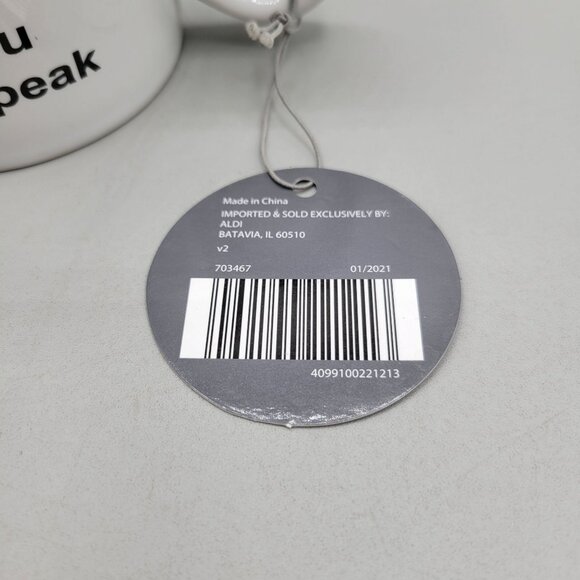 u
peak
Made in China
IMPORTED & SOLD EXCLUSIVELY BY:
ALDI
BATAVIA, IL 60510
v2
703467 01/2021
4099100221213